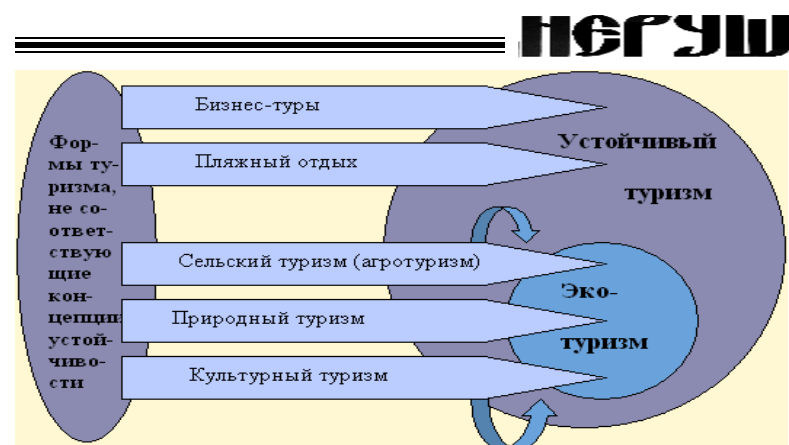 НЕРУШ
Бизнес-туры
Пляжный отдых
Сельский туризм (агротуризм)
Природный туризм
Культурный туризм
Фор-
мы ту-
ризма,
не со-
ответ-
ствую
щие
кон-
цепции
устой-
чиво-
сти
Устойчивый
туризм
Эко-
туризм